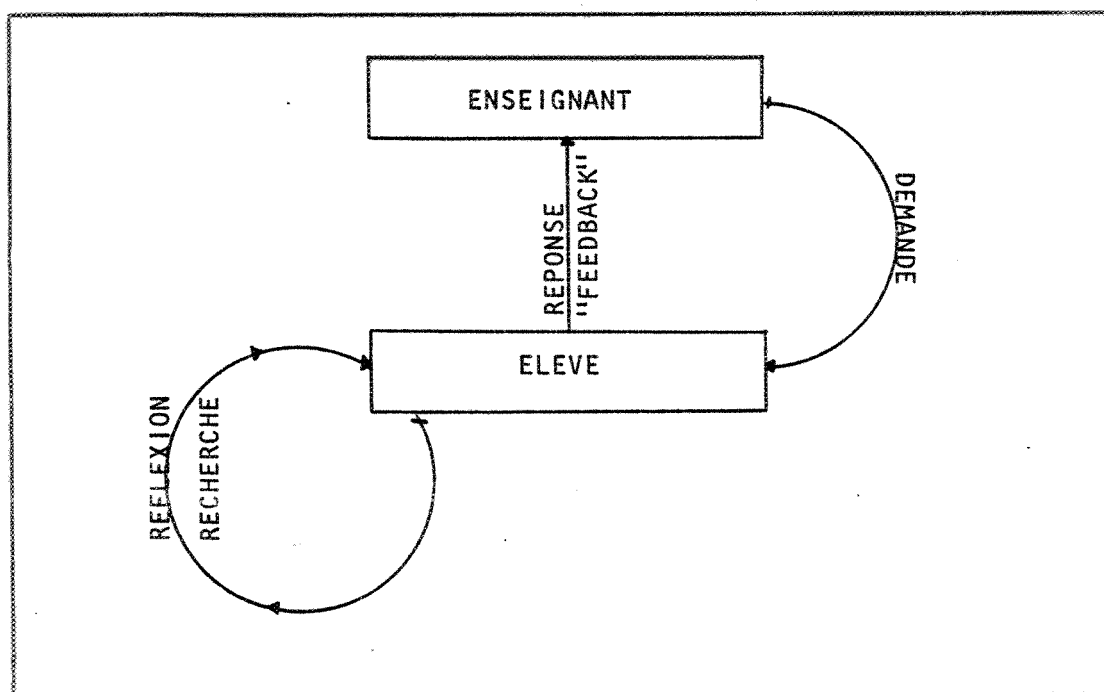 ENSEIGNANT
REPONSE
"FEEDBACK"
DEMANDE
ELEVE
REFLEXION
RECHERCHE